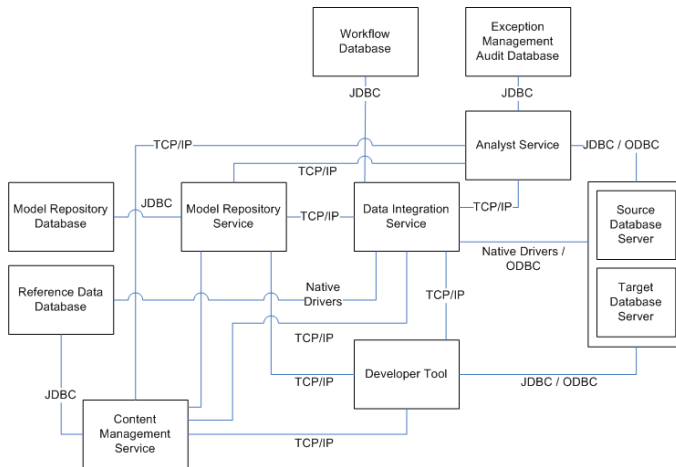 Workflow
Database
Exception
Management
Audit Database
JDBC
JDBC
TCP/IP
Analyst Service
JDBC / ODBC
TCP/IP
Model Repository
Database
JDBC
Model Repository
Service
TCP/IP
Data Integration
Service
TCP/IP
Source
Database
Server
Native Drivers /
ODBC
Reference Data
Database
Native
Drivers
TCP/IP
Target
Database
Server
TCP/IP
JDBC
TCP/IP
Developer Tool
JDBC / ODBC
Content
Management
Service
TCP/IP